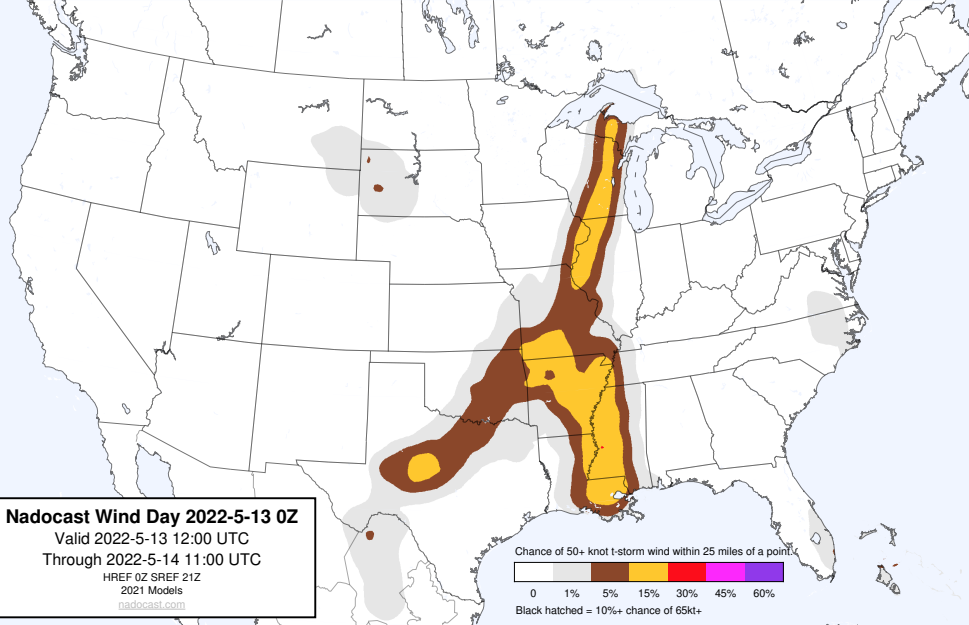 Nadocast Wind Day 2022-5-13 0Z
Valid 2022-5-13 12:00 UTC
Through 2022-5-14 11:00 UTC
HREF 0Z SREF 21Z
2021 Models
nadocast.com
Chance of 50+ knot t-storm wind within 25 miles of a point.
0 1% 5% 15% 30% 45% 60%
Black hatched = 10%+ chance of 65kt+